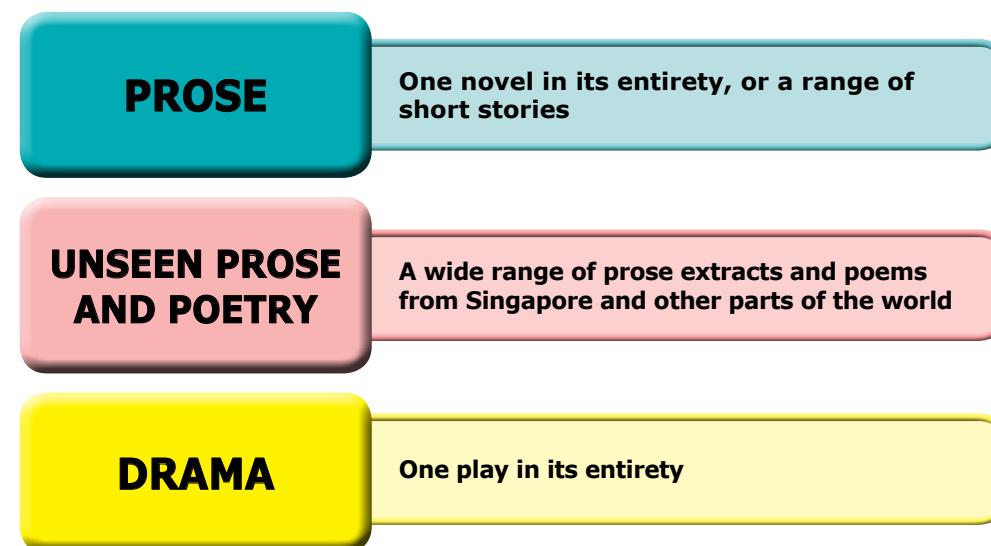 PROSE
One novel in its entirety, or a range of
short stories
UNSEEN PROSE
AND POETRY
A wide range of prose extracts and poems
from Singapore and other parts of the world
DRAMA
One play in its entirety